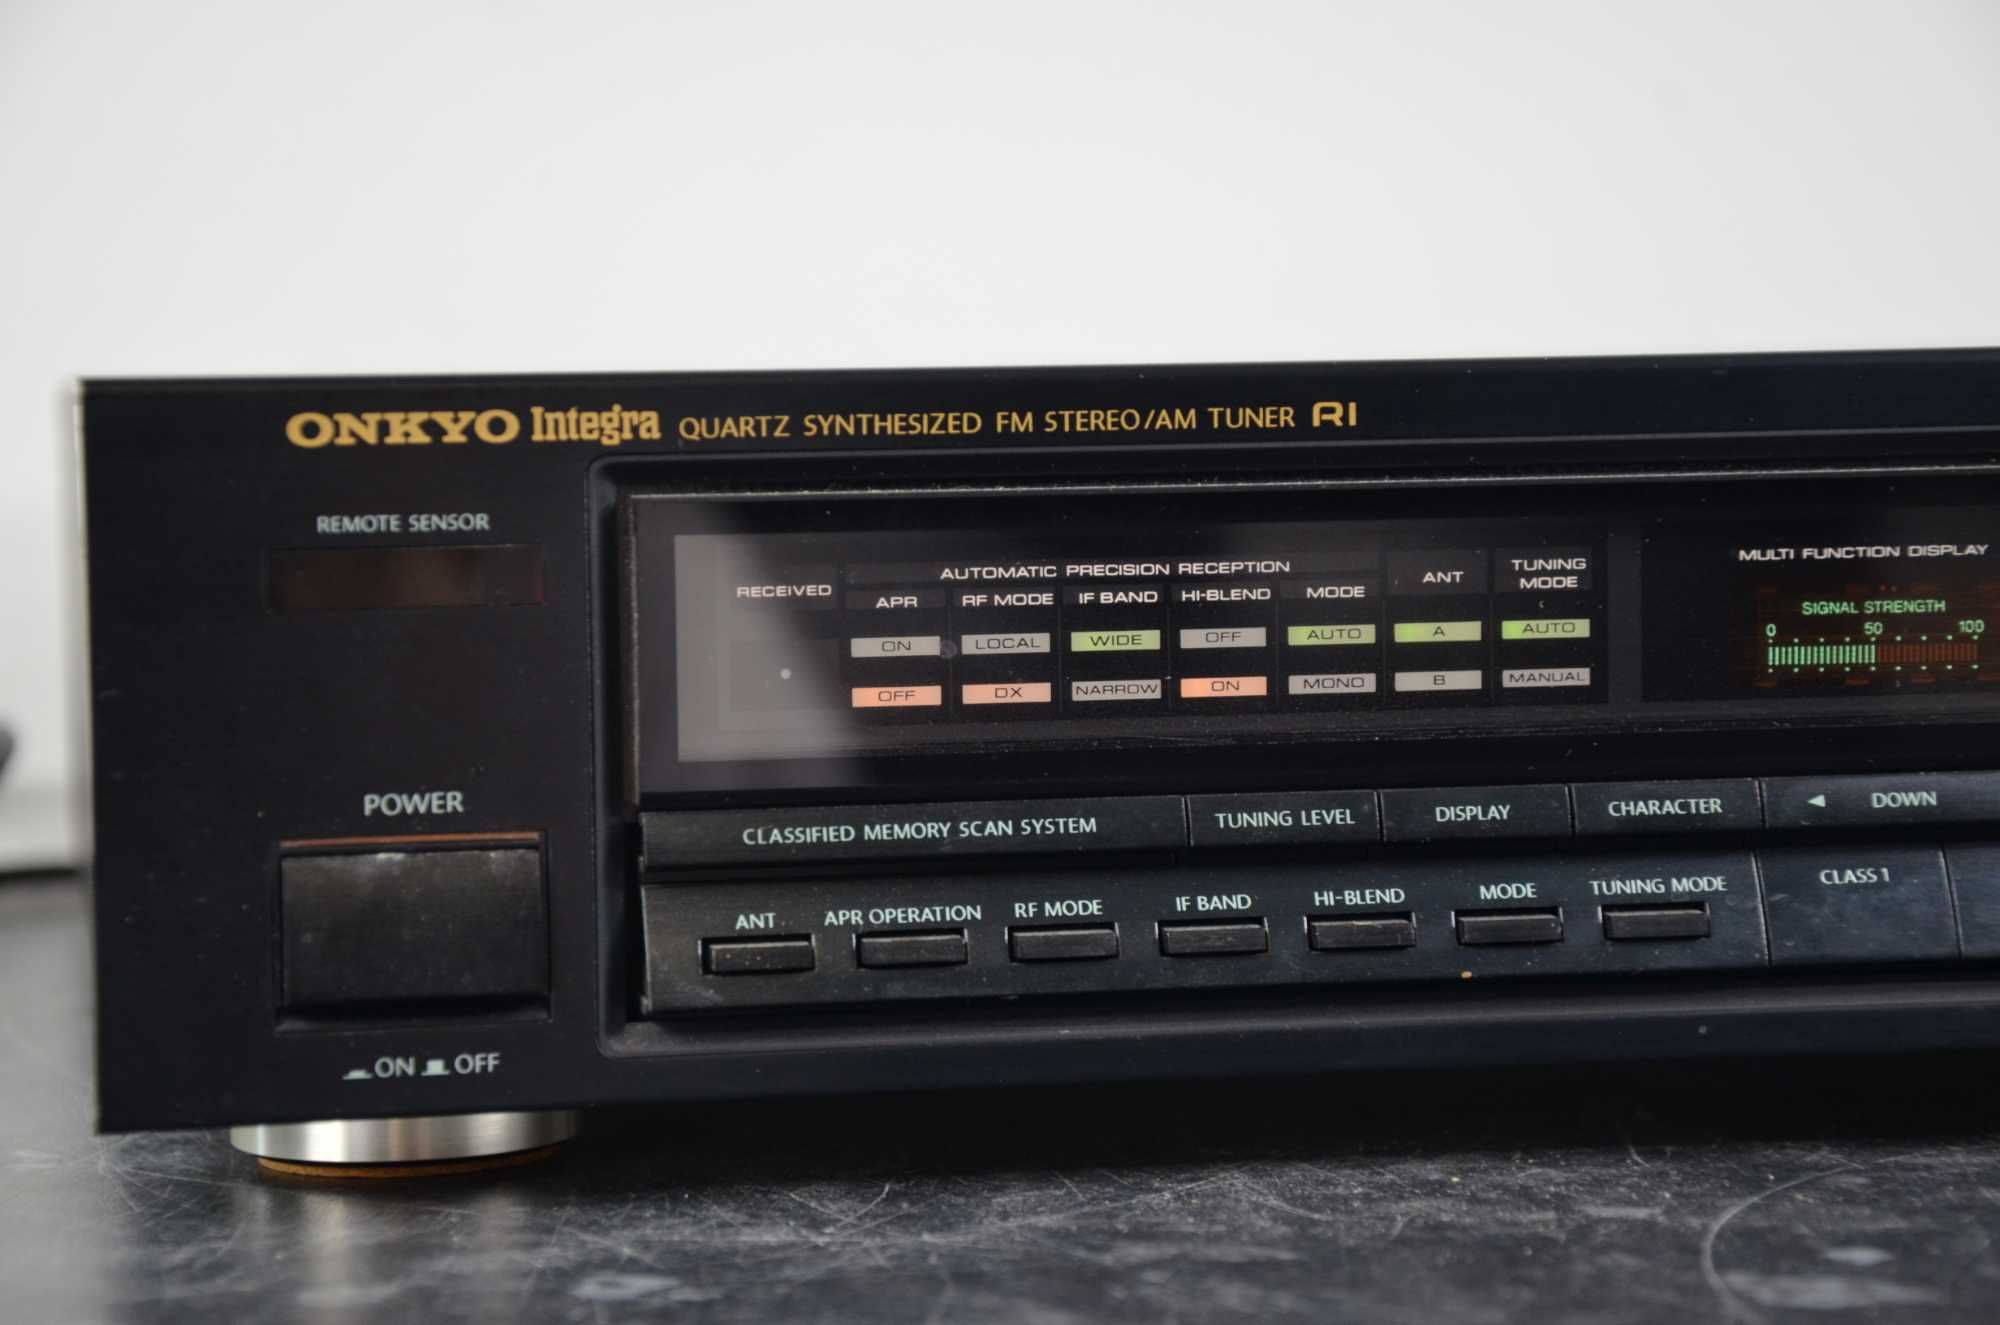 ONKYO Integra QUARTZ SYNTHESIZED FM STEREO/AM TUNER RI
REMOTE SENSOR
AUTOMATIC PRECISION RECEPTION
RECEIVED APR RF MODE IF BAND HI-BLEND MODE ANT TUNING MODE
ON LOCAL WIDE OFF AUTO A AUTO
OFF DX NARROW ON MONO B MANUAL
MULTI FUNCTION DISPLAY
SIGNAL STRENGTH
0 50 100
POWER
ON OFF
CLASSIFIED MEMORY SCAN SYSTEM TUNING LEVEL DISPLAY CHARACTER ◄ DOWN
ANT APR OPERATION RF MODE IF BAND HI-BLEND MODE TUNING MODE CLASS 1